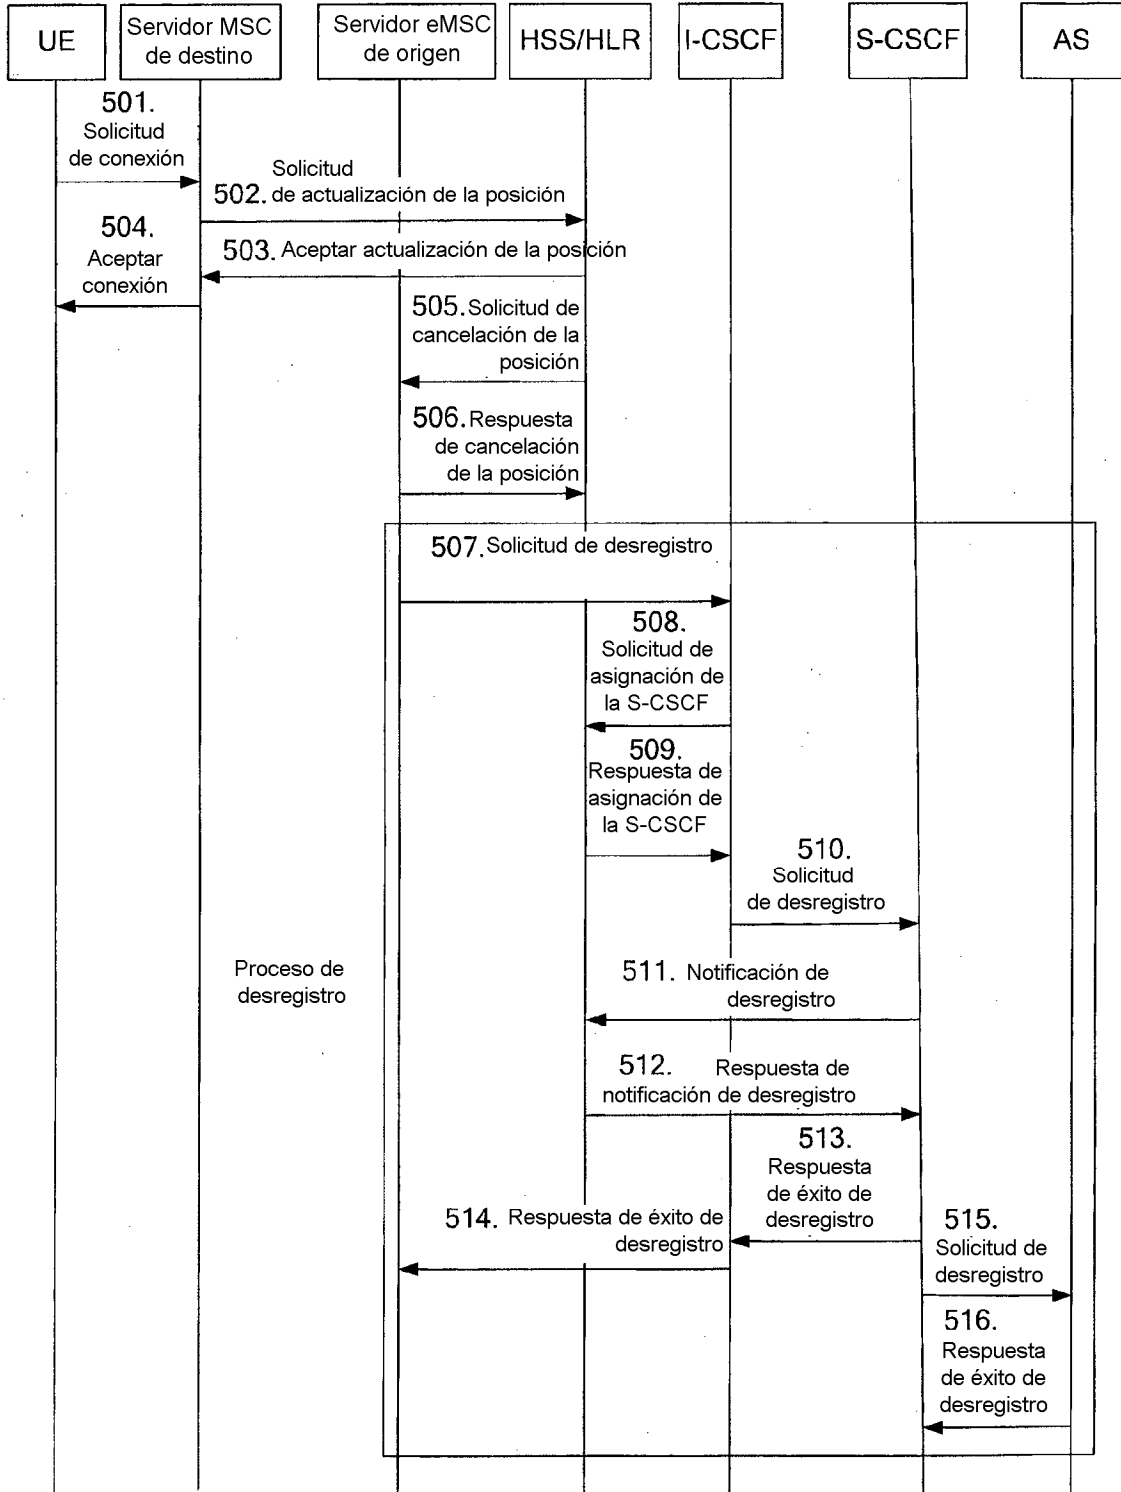 UE
Servidor MSC
de destino
Servidor eMSC
de origen
HSS/HLR
I-CSCF
S-CSCF
AS
501.
Solicitud
de conexión
Solicitud
502. de actualización de la posición
503. Aceptar actualización de la posición
504.
Aceptar
conexión
505. Solicitud de
cancelación de la
posición
506. Respuesta
de cancelación
de la posición
507. Solicitud de desregistro
508.
Solicitud de
asignación de
la S-CSCF
509.
Respuesta de
asignación de
la S-CSCF
510.
Solicitud
de desregistro
Proceso de
desregistro
511. Notificación de
desregistro
512. Respuesta de
notificación de desregistro
513.
Respuesta
de éxito de
desregistro
514. Respuesta de éxito de
desregistro
515.
Solicitud de
desregistro
516.
Respuesta
de éxito de
desregistro